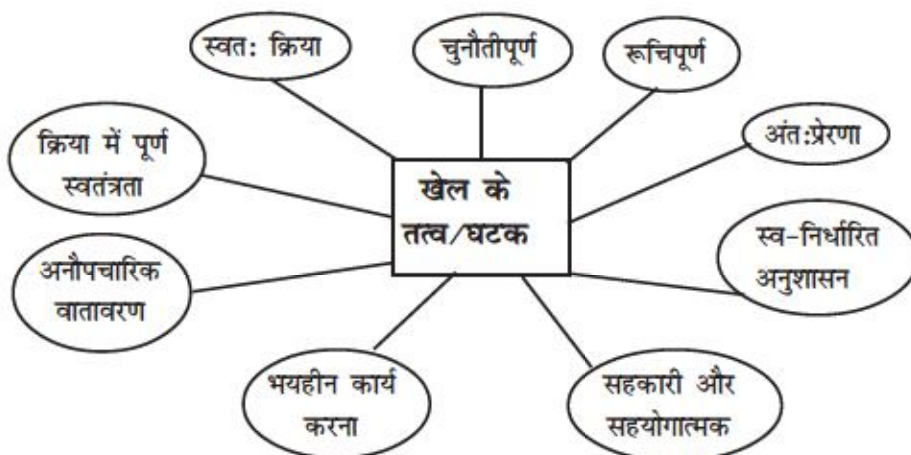 स्वत: क्रिया
चुनौतीपूर्ण
रूचिपूर्ण
अंत:प्रेरणा
क्रिया में पूर्ण
स्वतंत्रता
खेल के
तत्व/घटक
स्व-निर्धारित
अनुशासन
अनौपचारिक
वातावरण
भयहीन कार्य
करना
सहकारी और
सहयोगात्मक